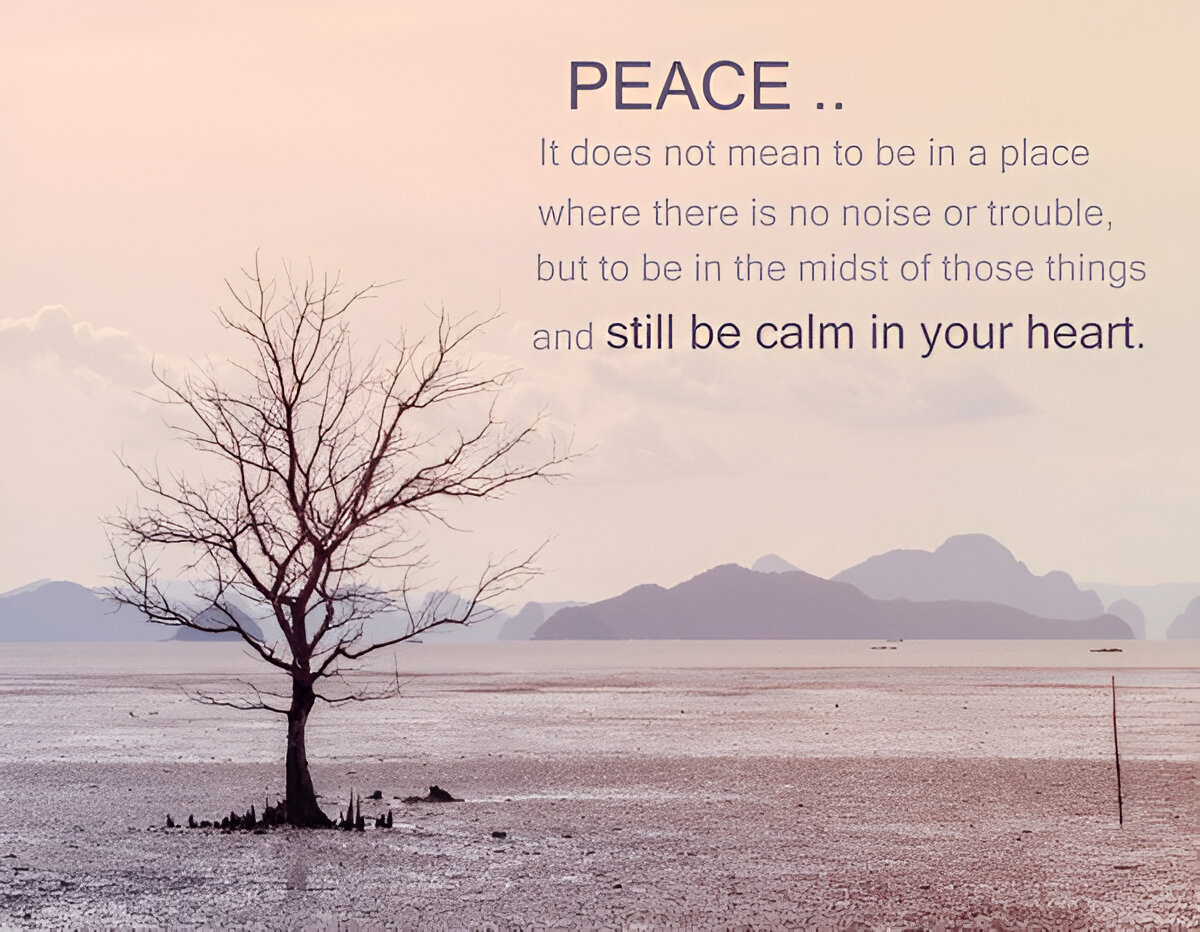 PEACE ..
It does not mean to be in a place
where there is no noise or trouble,
but to be in the midst of those things
and still be calm in your heart.